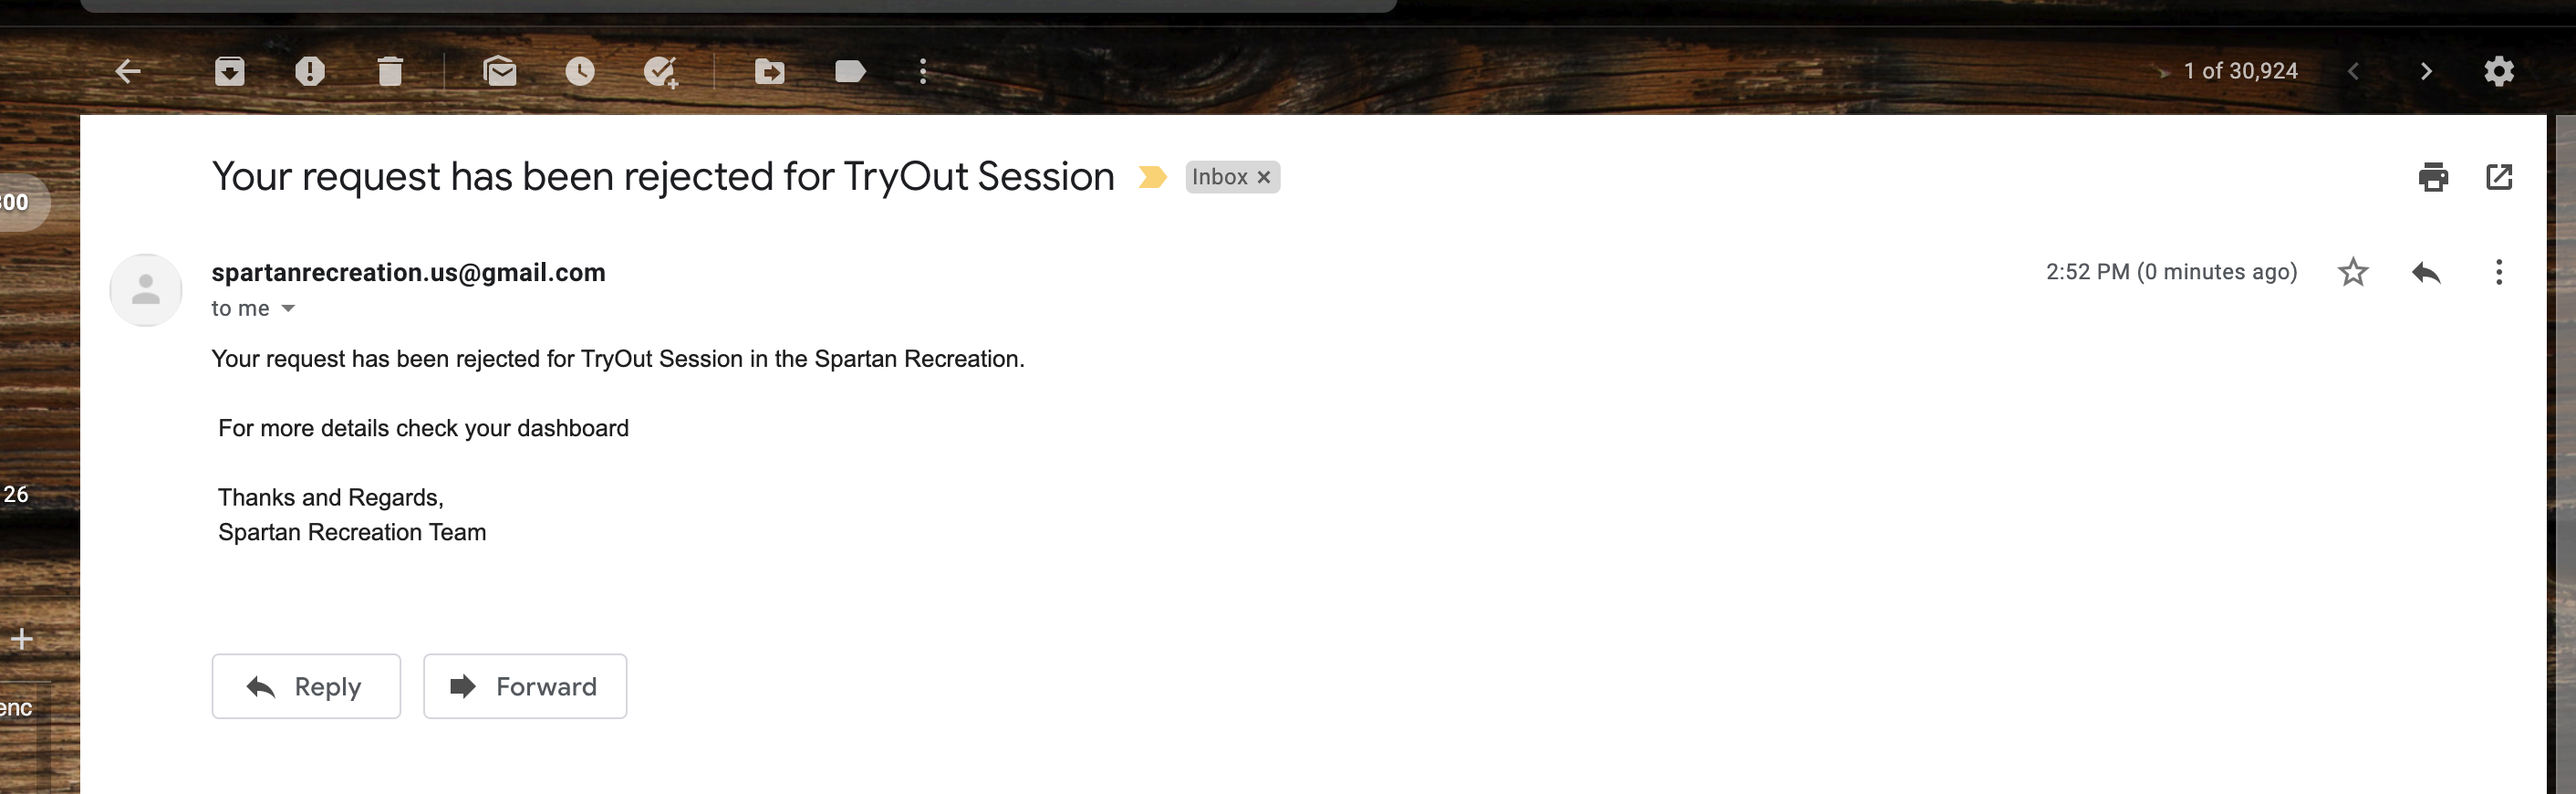 1 of 30,924
Your request has been rejected for TryOut Session Inbox ×
00
spartanrecreation.us@gmail.com 2:52 PM (0 minutes ago)
to me
Your request has been rejected for TryOut Session in the Spartan Recreation.
For more details check your dashboard
26
Thanks and Regards,
Spartan Recreation Team
Reply Forward
enc